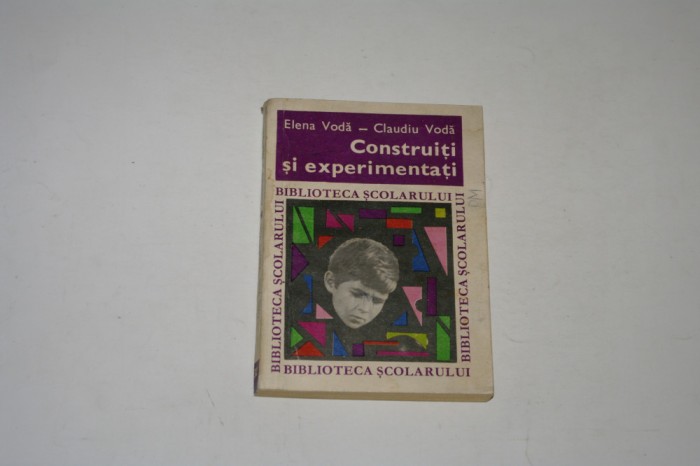 Elena Vodă – Claudiu Vodă
Construiți
și experimentați
BIBLIOTECA ȘCOLARULUI
BIBLIOTECA ȘCOLARULUI
BIBLIOTECA ȘCOLARULUI
BIBLIOTECA ȘCOLARULUI